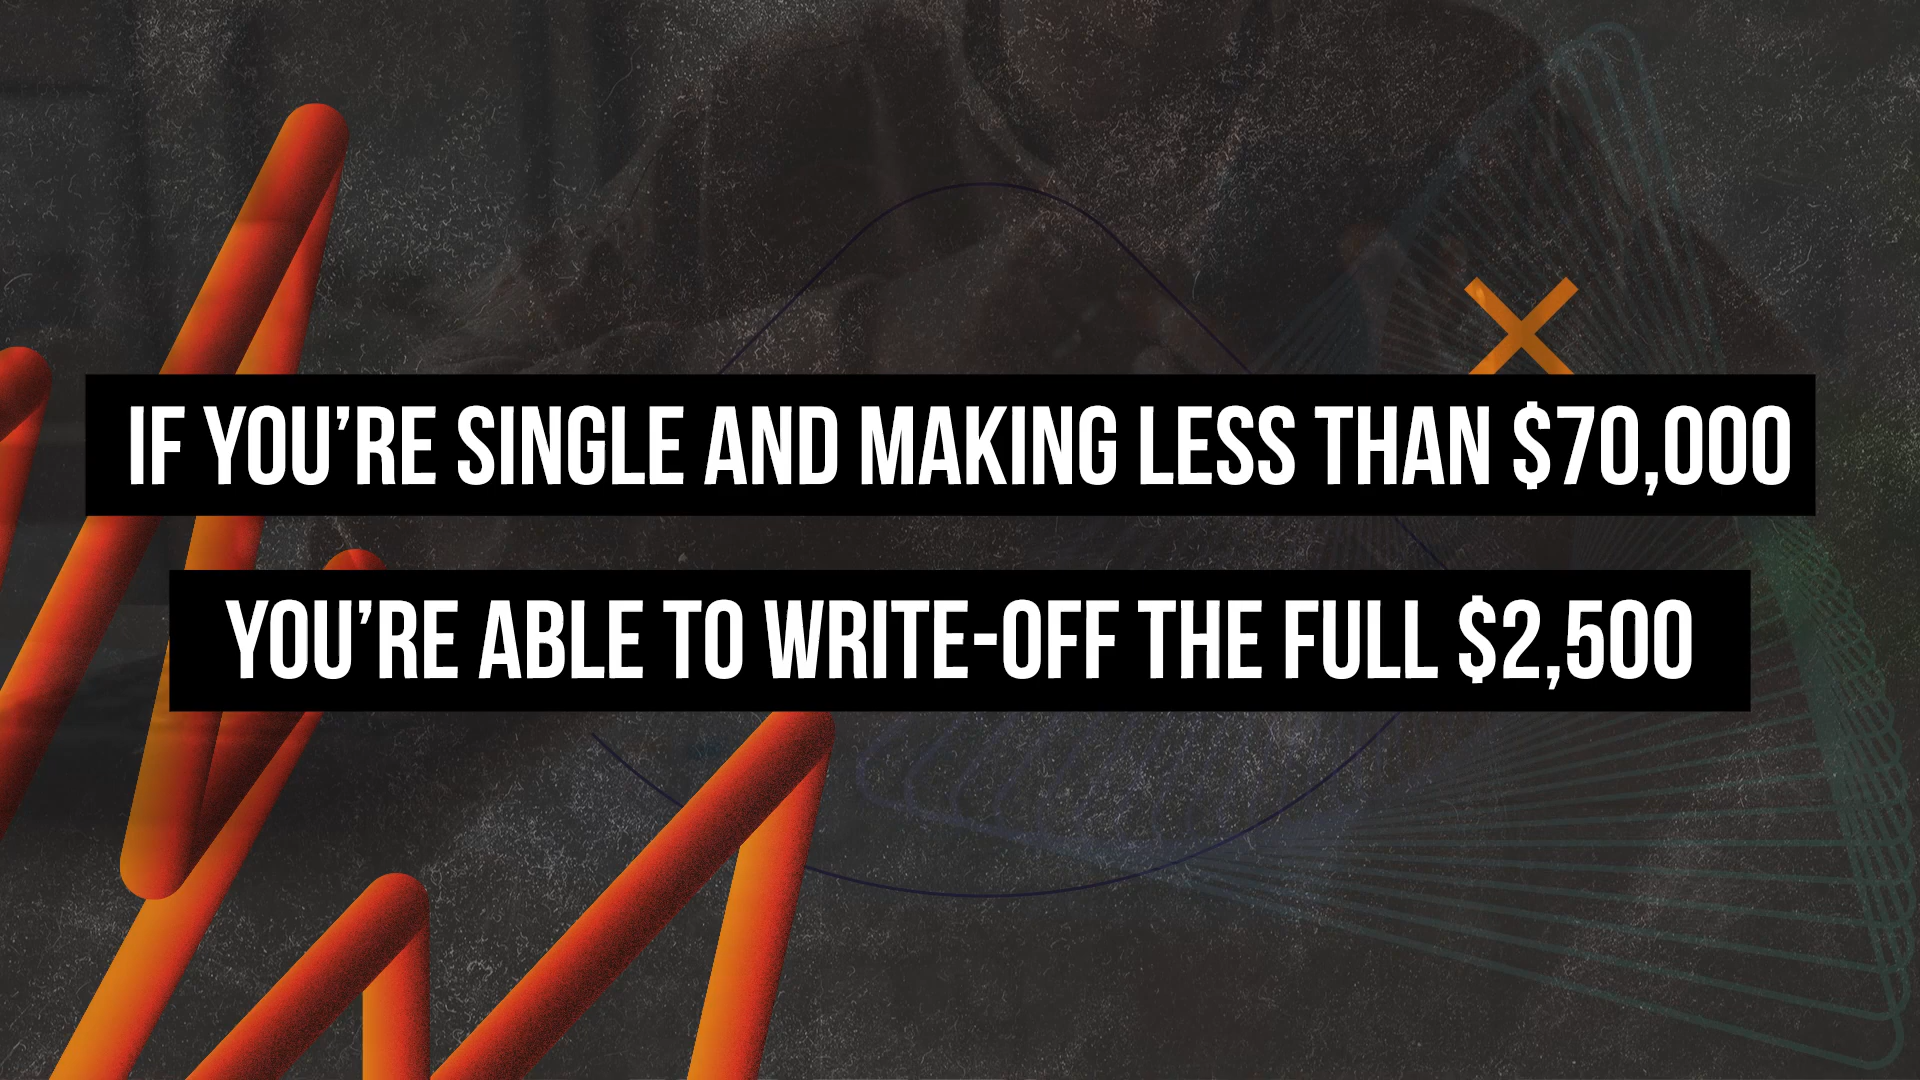 IF YOU’RE SINGLE AND MAKING LESS THAN $70,000
YOU’RE ABLE TO WRITE-OFF THE FULL $2,500